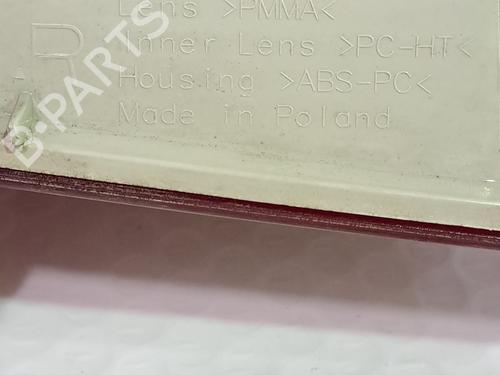 Lens >PMMA<
R Inner Lens >PC-HT<
Housing >ABS-PC<
Made in Poland
B-PARTS